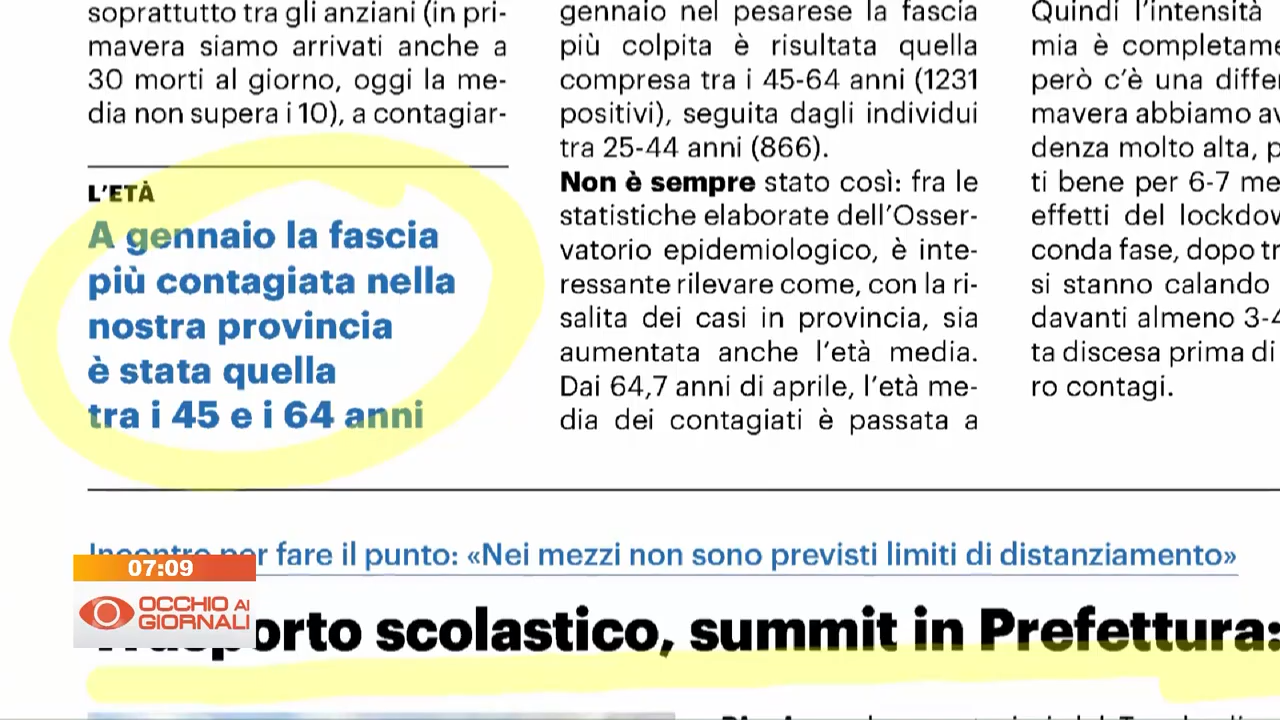 soprattutto tra gli anziani (in pri-
mavera siamo arrivati anche a
30 morti al giorno, oggi la me-
dia non supera i 10), a contagiar-
L'ETÀ
A gennaio la fascia
più contagiata nella
nostra provincia
è stata quella
tra i 45 e i 64 anni
gennaio nel pesarese la fascia
più colpita è risultata quella
compresa tra i 45-64 anni (1231
positivi), seguita dagli individui
tra 25-44 anni (866).
Non è sempre stato così: fra le
statistiche elaborate dell'Osser-
vatorio epidemiologico, è inte-
ressante rilevare come, con la ri-
salita dei casi in provincia, sia
aumentata anche l'età media.
Dai 64,7 anni di aprile, l'età me-
dia dei contagiati è passata a
Quindi l'intensità
mia è completame
però c'è una differ
mavera abbiamo av
denza molto alta, p
ti bene per 6-7 me
effetti del lockdow
conda fase, dopo tr
si stanno calando
davanti almeno 3-4
ta discesa prima di
ro contagi.
Incontro per fare il punto: «Nei mezzi non sono previsti limiti di distanziamento»
07:09
OCCHIO AI
GIORNALI
Trasporto scolastico, summit in Prefettura: